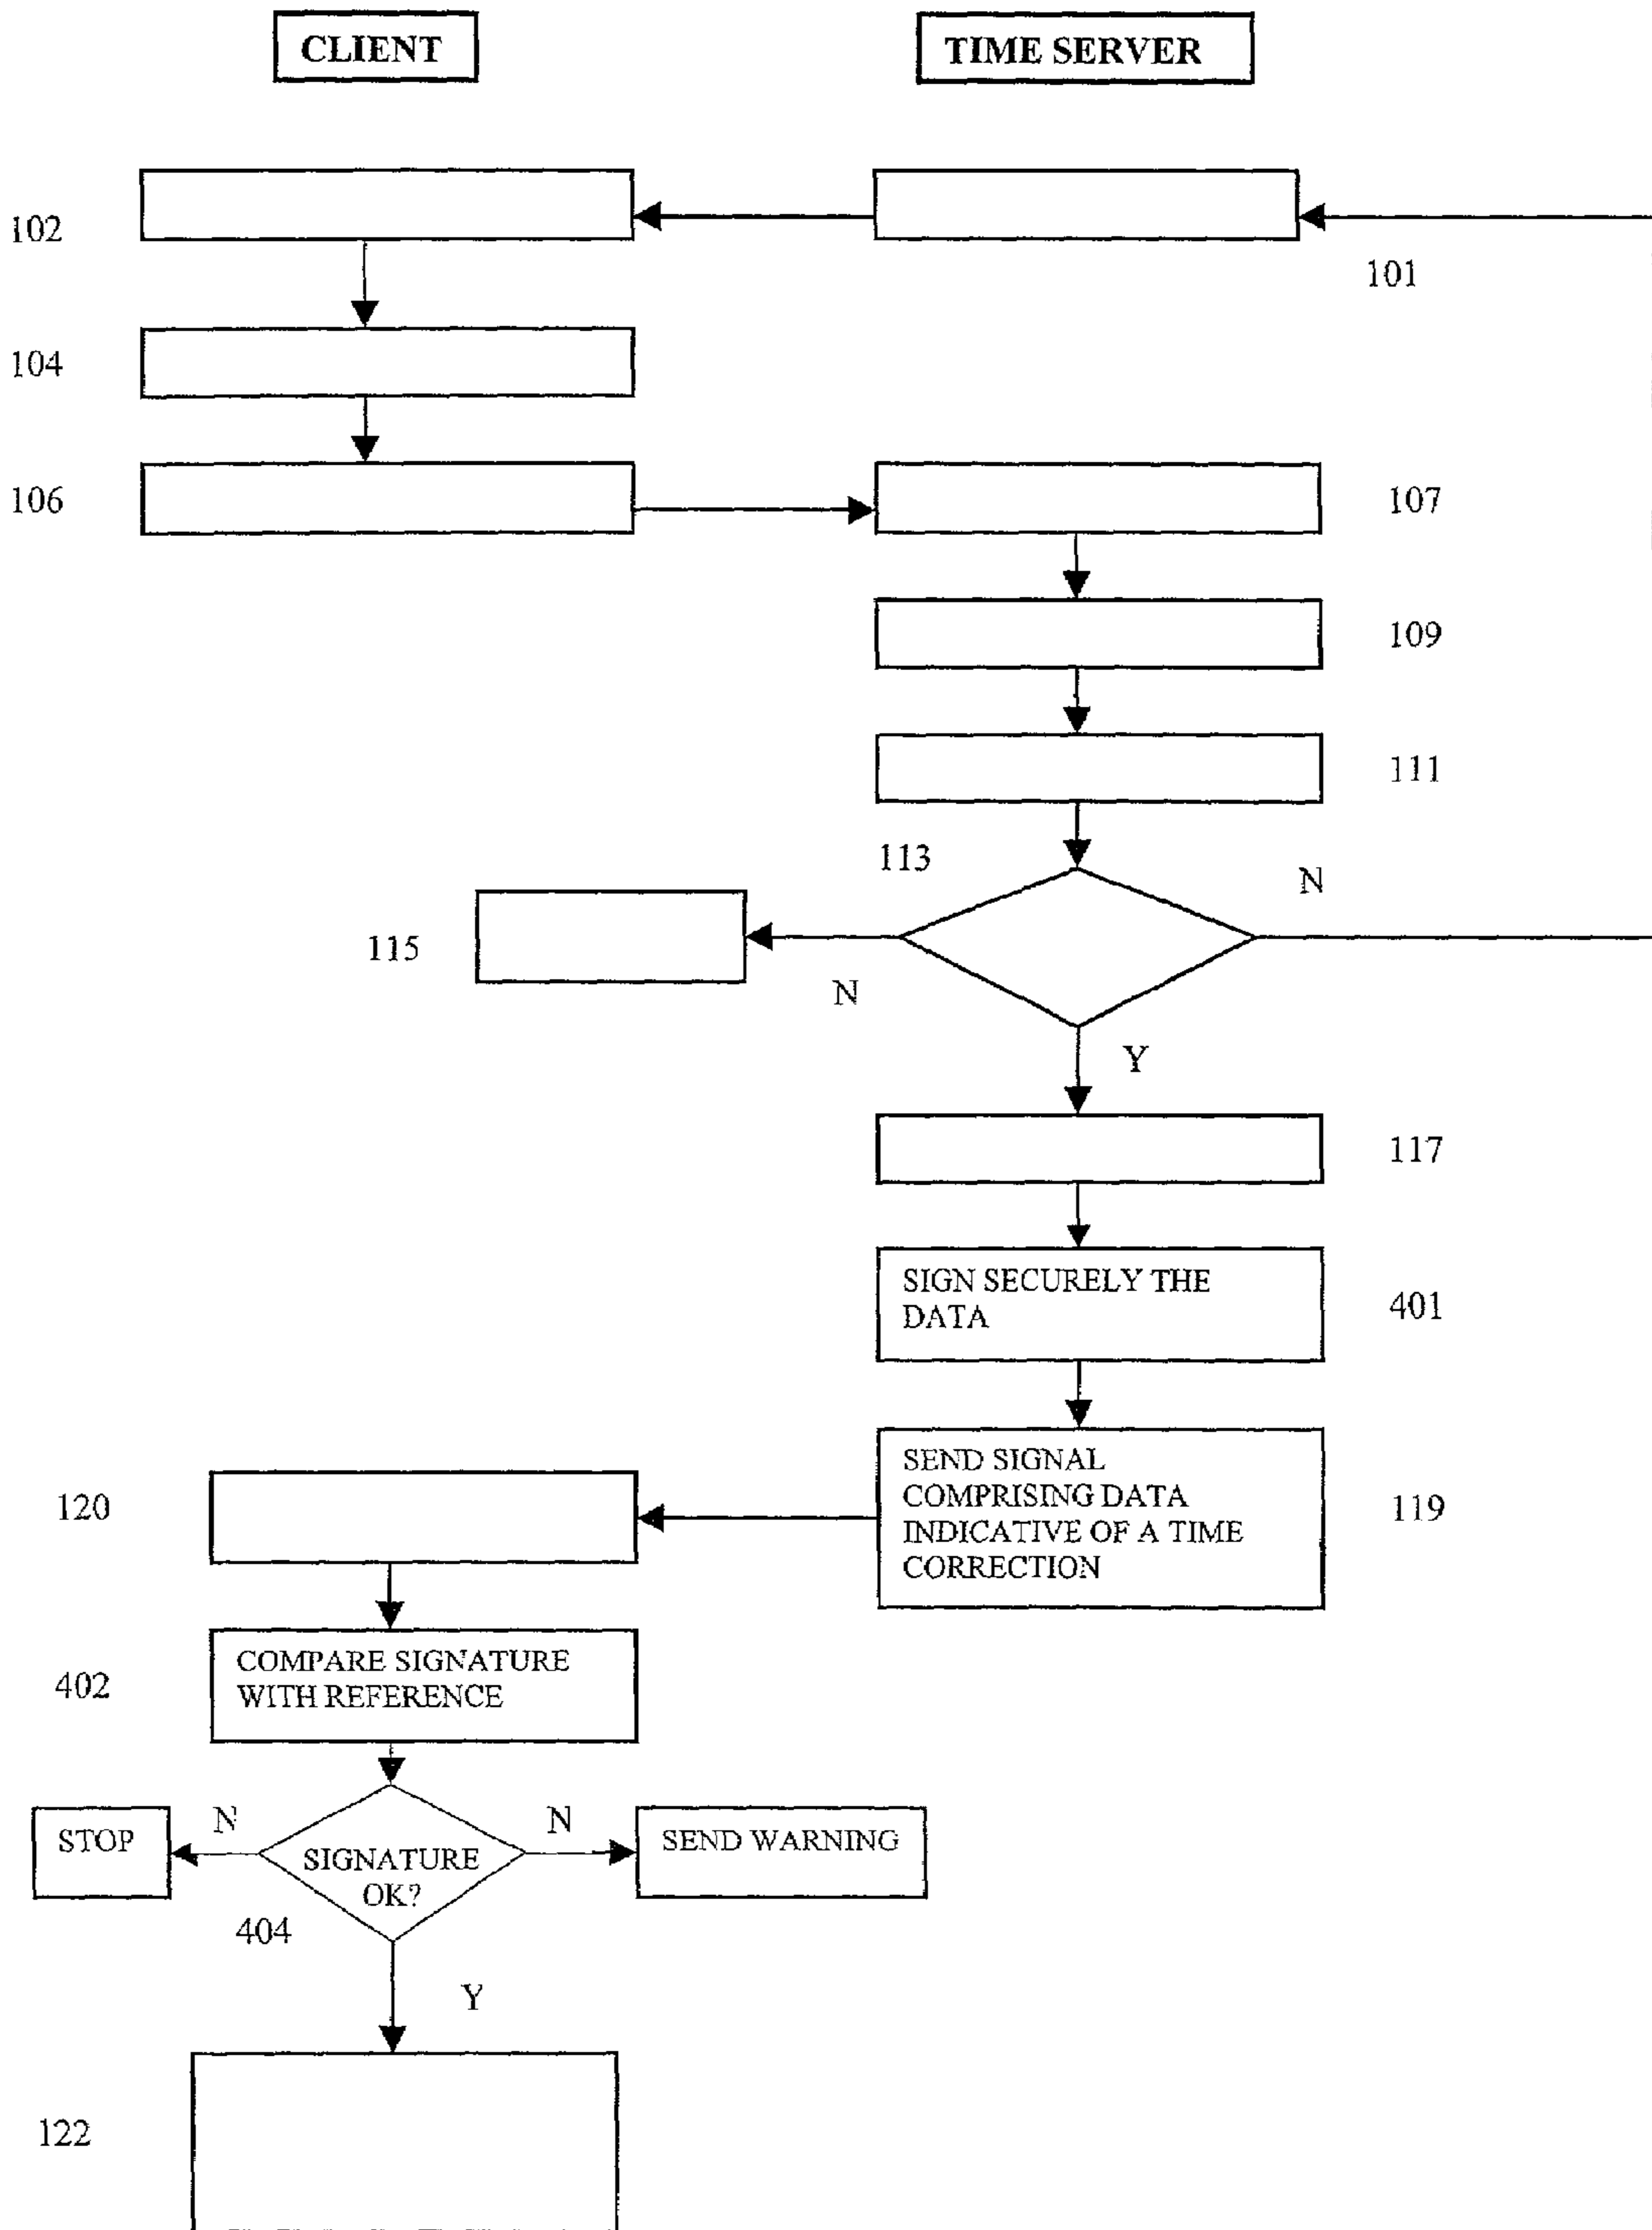 CLIENT
TIME SERVER
102
101
104
106
107
109
111
113
N
115
N
Y
117
SIGN SECURELY THE
DATA
401
SEND SIGNAL
COMPRISING DATA
INDICATIVE OF A TIME
CORRECTION
119
120
COMPARE SIGNATURE
WITH REFERENCE
402
STOP
N
SIGNATURE
OK?
N
SEND WARNING
404
Y
122